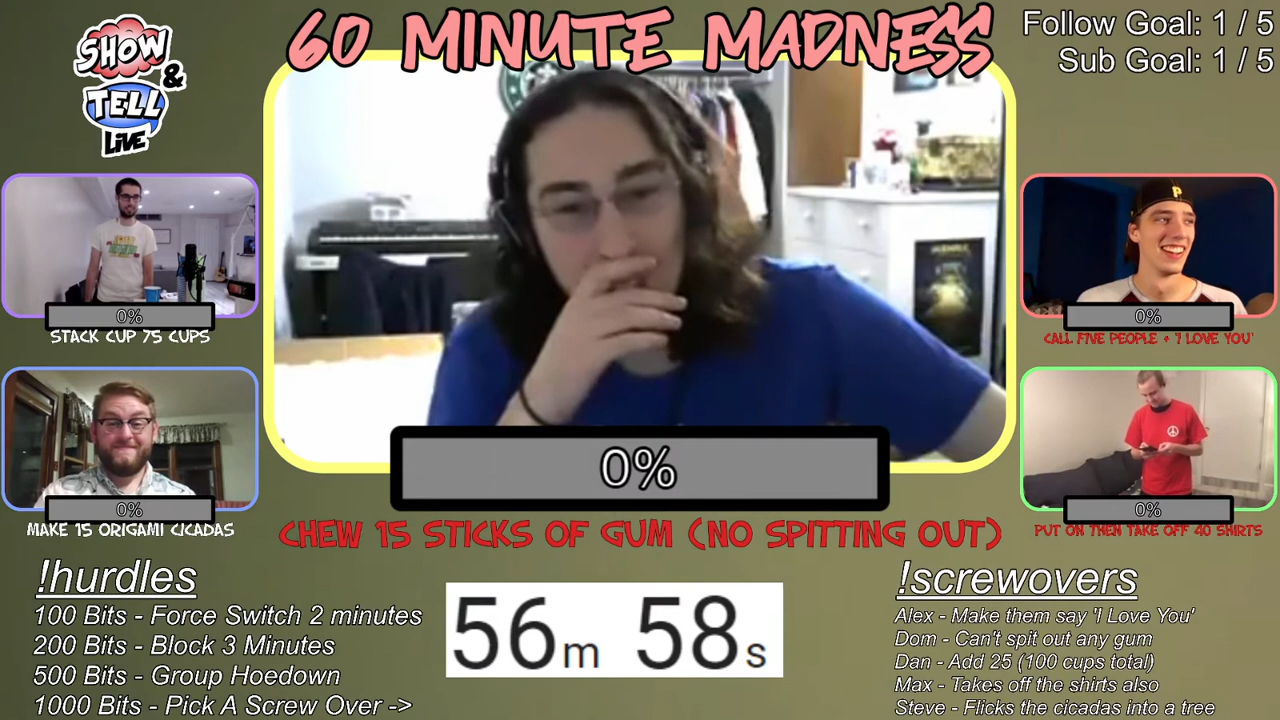 60 MINUTE MADNESS
SHOW
&
TELL
LIVE
Follow Goal: 1 / 5
Sub Goal: 1 / 5
0%
STACK CUP 75 CUPS
0%
CALL FIVE PEOPLE + 'I LOVE YOU'
0%
MAKE 15 ORIGAMI CICADAS
0%
CHEW 15 STICKS OF GUM (NO SPITTING OUT)
0%
PUT ON THEN TAKE OFF 40 SHIRTS
!hurdles
100 Bits - Force Switch 2 minutes
200 Bits - Block 3 Minutes
500 Bits - Group Hoedown
1000 Bits - Pick A Screw Over ->
56m 58s
!screwovers
Alex - Make them say 'I Love You'
Dom - Can't spit out any gum
Dan - Add 25 (100 cups total)
Max - Takes off the shirts also
Steve - Flicks the cicadas into a tree
P